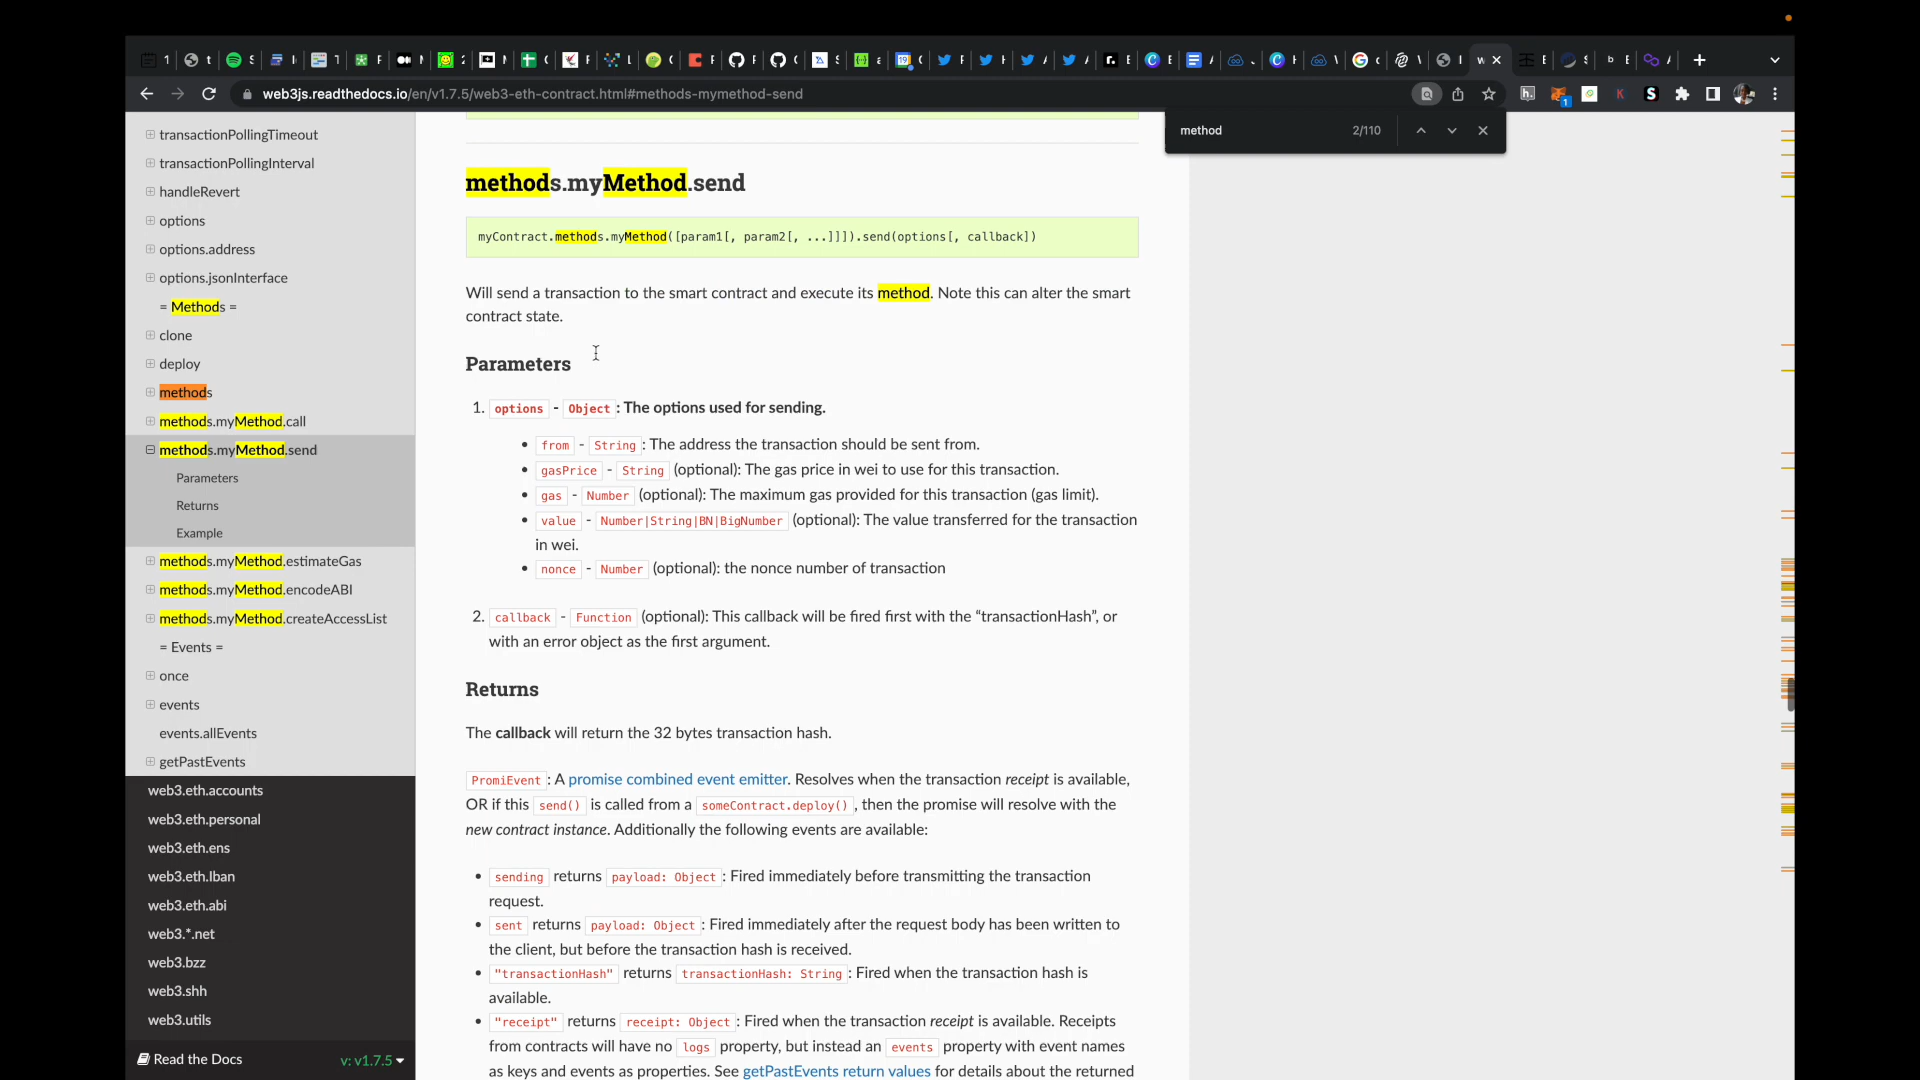 web3js.readthedocs.io/en/v1.7.5/web3-eth-contract.html#methods-mymethod-send
method 2/110
transactionPollingTimeout
transactionPollingInterval
handleRevert
options
options.address
options.jsonInterface
= Methods =
clone
deploy
methods
methods.myMethod.call
methods.myMethod.send
Parameters
Returns
Example
methods.myMethod.estimateGas
methods.myMethod.encodeABI
methods.myMethod.createAccessList
= Events =
once
events
events.allEvents
getPastEvents
web3.eth.accounts
web3.eth.personal
web3.eth.ens
web3.eth.Iban
web3.eth.abi
web3.*.net
web3.bzz
web3.shh
web3.utils
Read the Docs v: v1.7.5
methods.myMethod.send
myContract.methods.myMethod([param1[, param2[, ...]]]).send(options[, callback])
Will send a transaction to the smart contract and execute its method. Note this can alter the smart
contract state.
Parameters
1. options - Object : The options used for sending.
• from - String : The address the transaction should be sent from.
• gasPrice - String (optional): The gas price in wei to use for this transaction.
• gas - Number (optional): The maximum gas provided for this transaction (gas limit).
• value - Number|String|BN|BigNumber (optional): The value transferred for the transaction
in wei.
• nonce - Number (optional): the nonce number of transaction
2. callback - Function (optional): This callback will be fired first with the “transactionHash”, or
with an error object as the first argument.
Returns
The callback will return the 32 bytes transaction hash.
PromiEvent : A promise combined event emitter. Resolves when the transaction receipt is available,
OR if this send() is called from a someContract.deploy() , then the promise will resolve with the
new contract instance. Additionally the following events are available:
• sending returns payload: Object : Fired immediately before transmitting the transaction
request.
• sent returns payload: Object : Fired immediately after the request body has been written to
the client, but before the transaction hash is received.
• "transactionHash" returns transactionHash: String : Fired when the transaction hash is
available.
• "receipt" returns receipt: Object : Fired when the transaction receipt is available. Receipts
from contracts will have no logs property, but instead an events property with event names
as keys and events as properties. See getPastEvents return values for details about the returned